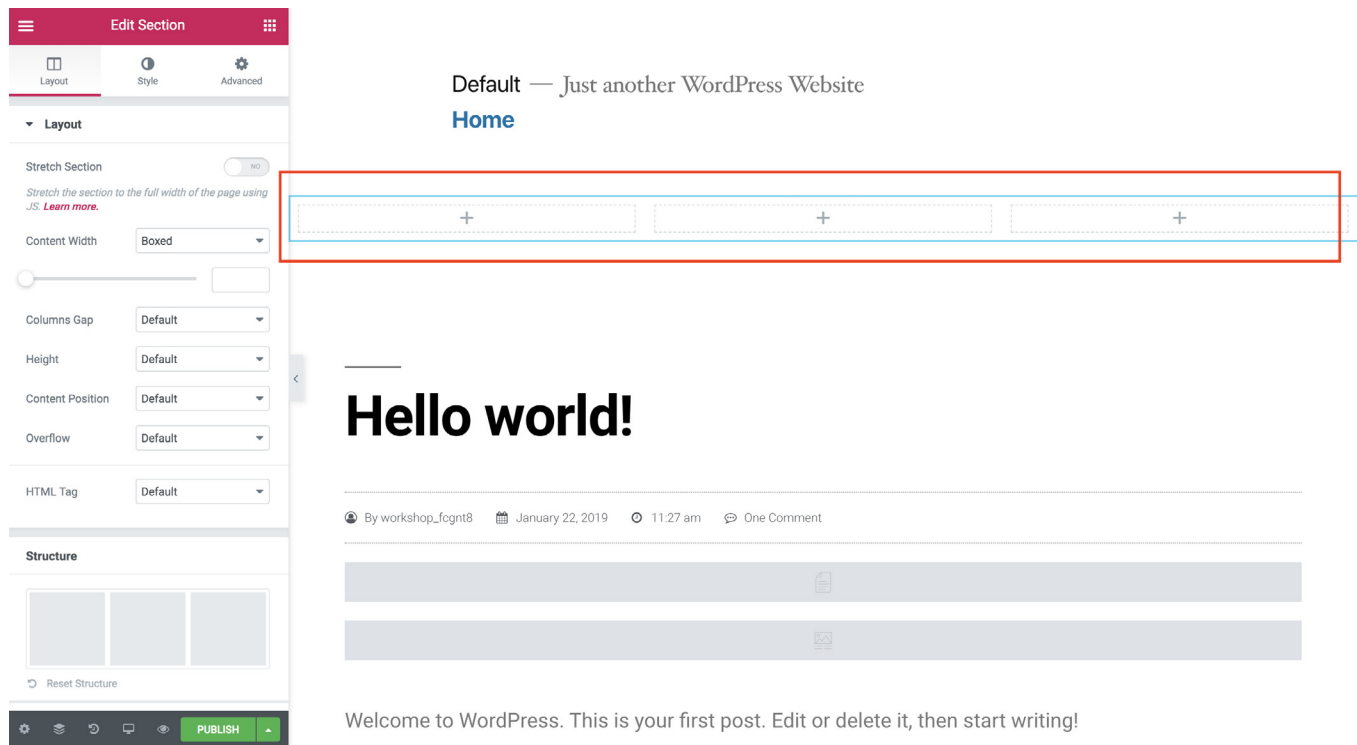 Edit Section
Layout Style Advanced
Layout
Stretch Section NO
Stretch the section to the full width of the page using
JS. Learn more.
Content Width Boxed
Columns Gap Default
Height Default
Content Position Default
Overflow Default
HTML Tag Default
Structure
Reset Structure
PUBLISH
Default — Just another WordPress Website
Home
Hello world!
By workshop_fcgnt8 January 22, 2019 11:27 am One Comment
Welcome to WordPress. This is your first post. Edit or delete it, then start writing!